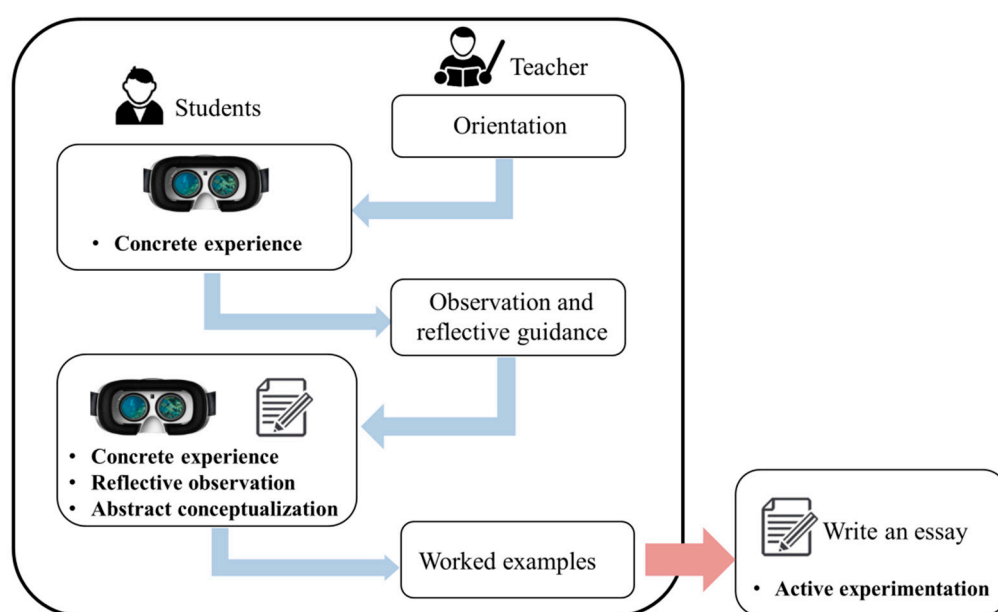 Teacher
Students
Orientation
• Concrete experience
Observation and
reflective guidance
• Concrete experience
• Reflective observation
• Abstract conceptualization
Worked examples
Write an essay
• Active experimentation